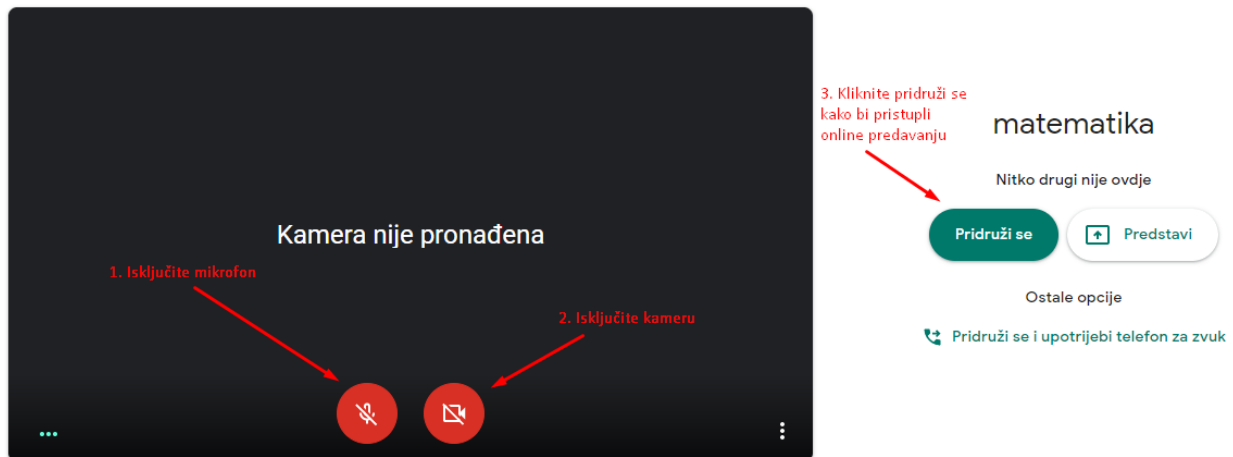 Kamera nije pronađena
1. Isključite mikrofon
2. Isključite kameru
3. Kliknite pridruži se
kako bi pristupli
online predavanju
matematika
Nitko drugi nije ovdje
Pridruži se
Predstavi
Ostale opcije
Pridruži se i upotrijebi telefon za zvuk